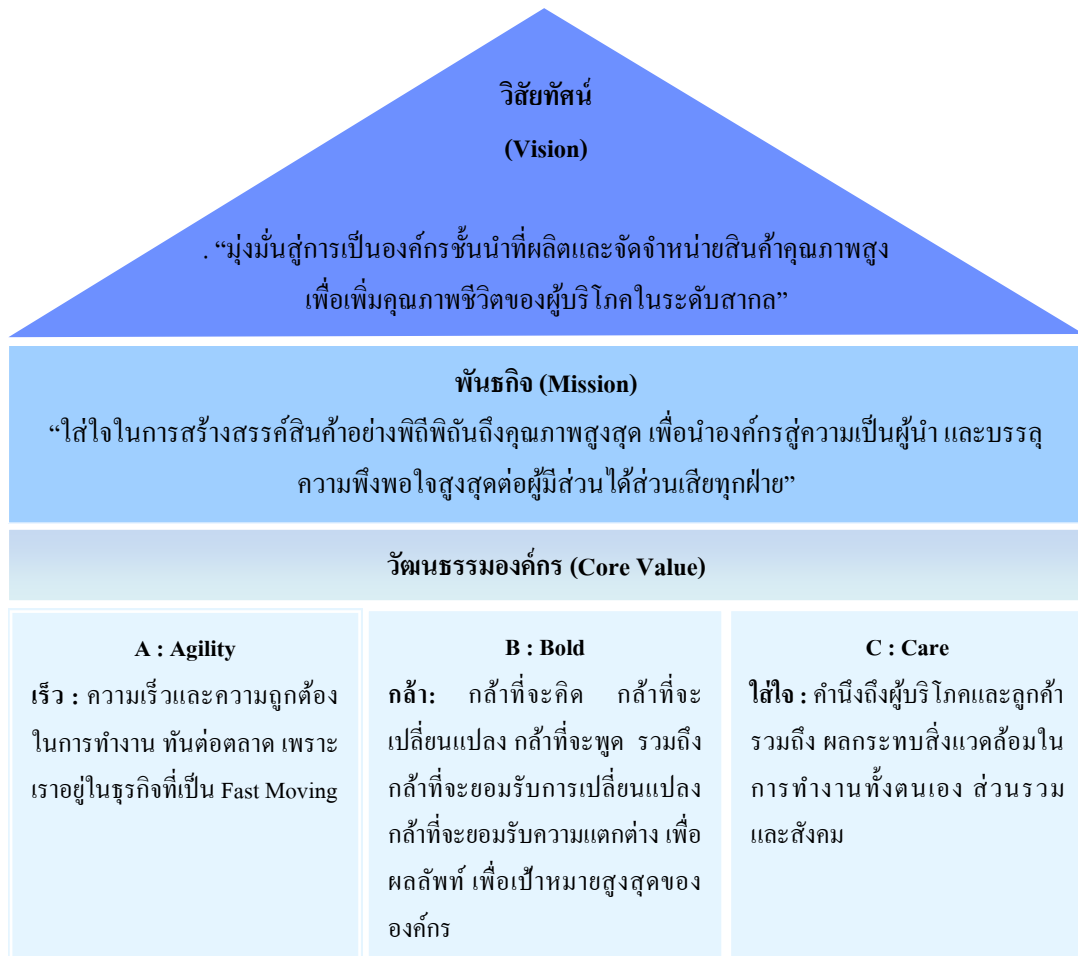 วิสัยทัศน์
(Vision)
. “มุ่งมั่นสู่การเป็นองค์กรชั้นนำที่ผลิตและจัดจำหน่ายสินค้าคุณภาพสูง
เพื่อเพิ่มคุณภาพชีวิตของผู้บริโภคในระดับสากล”
พันธกิจ (Mission)
“ใส่ใจในการสร้างสรรค์สินค้าอย่างพิถีพิถันถึงคุณภาพสูงสุด เพื่อนำองค์กรสู่ความเป็นผู้นำ และบรรลุ
ความพึงพอใจสูงสุดต่อผู้มีส่วนได้ส่วนเสียทุกฝ่าย”
วัฒนธรรมองค์กร (Core Value)
A : Agility
เร็ว : ความเร็วและความถูกต้อง
ในการทำงาน ทันต่อตลาด เพราะ
เราอยู่ในธุรกิจที่เป็น Fast Moving
B : Bold
กล้า: กล้าที่จะคิด กล้าที่จะ
เปลี่ยนแปลง กล้าที่จะพูด รวมถึง
กล้าที่จะยอมรับการเปลี่ยนแปลง
กล้าที่จะยอมรับความแตกต่าง เพื่อ
ผลลัพท์ เพื่อเป้าหมายสูงสุดของ
องค์กร
C : Care
ใส่ใจ : คำนึงถึงผู้บริโภคและลูกค้า
รวมถึง ผลกระทบสิ่งแวดล้อมใน
การทำงานทั้งตนเอง ส่วนรวม
และสังคม